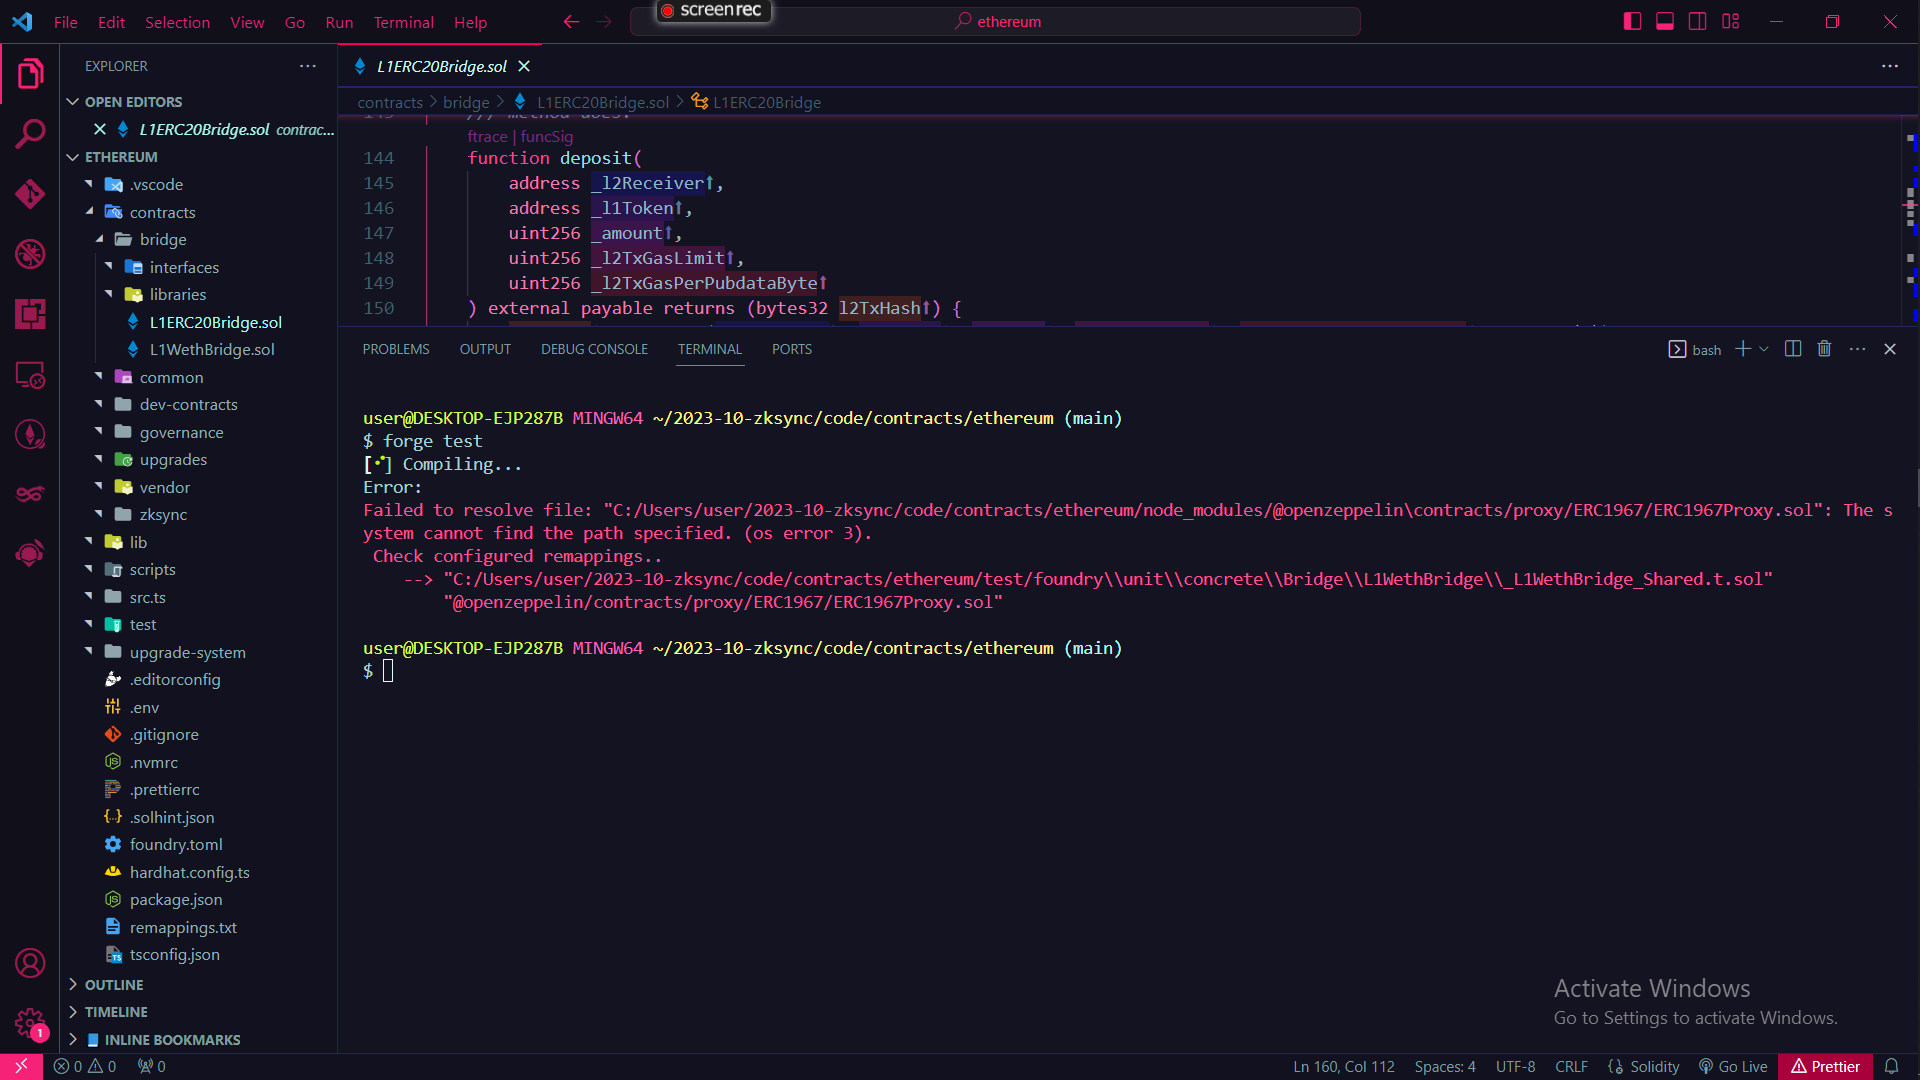 File Edit Selection View Go Run Terminal Help
screenrec
ethereum
EXPLORER
OPEN EDITORS
L1ERC20Bridge.sol contrac...
ETHEREUM
.vscode
contracts
bridge
interfaces
libraries
L1ERC20Bridge.sol
L1WethBridge.sol
common
dev-contracts
governance
upgrades
vendor
zksync
lib
scripts
src.ts
test
upgrade-system
.editorconfig
.env
.gitignore
.nvmrc
.prettierrc
.solhint.json
foundry.toml
hardhat.config.ts
package.json
remappings.txt
tsconfig.json
OUTLINE
TIMELINE
INLINE BOOKMARKS
L1ERC20Bridge.sol
contracts > bridge > L1ERC20Bridge.sol > L1ERC20Bridge
143 /// method does.
ftrace | funcSig
144 function deposit(
145 address _l2Receiver↑,
146 address _l1Token↑,
147 uint256 _amount↑,
148 uint256 _l2TxGasLimit↑,
149 uint256 _l2TxGasPerPubdataByte↑
150 ) external payable returns (bytes32 l2TxHash↑) {
PROBLEMS OUTPUT DEBUG CONSOLE TERMINAL PORTS
bash
user@DESKTOP-EJP287B MINGW64 ~/2023-10-zksync/code/contracts/ethereum (main)
$ forge test
[⠊] Compiling...
Error:
Failed to resolve file: "C:/Users/user/2023-10-zksync/code/contracts/ethereum/node_modules/@openzeppelin\contracts/proxy/ERC1967/ERC1967Proxy.sol": The s
ystem cannot find the path specified. (os error 3).
Check configured remappings..
--> "C:/Users/user/2023-10-zksync/code/contracts/ethereum/test/foundry\\unit\\concrete\\Bridge\\L1WethBridge\\_L1WethBridge_Shared.t.sol"
"@openzeppelin/contracts/proxy/ERC1967/ERC1967Proxy.sol"
user@DESKTOP-EJP287B MINGW64 ~/2023-10-zksync/code/contracts/ethereum (main)
$
Activate Windows
Go to Settings to activate Windows.
1
0 0 0
Ln 160, Col 112 Spaces: 4 UTF-8 CRLF Solidity Go Live Prettier